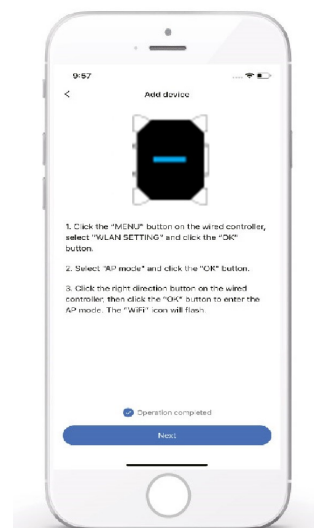 9:57
Add device
1. Click the "MENU" button on the wired controller,
select "WLAN SETTING" and click the "OK"
button.
2. Select "AP mode" and click the "OK" button.
3. Click the right direction button on the wired
controller, then click the "OK" button to enter the
AP mode. The "WiFi" icon will flash.
Operation completed
Next